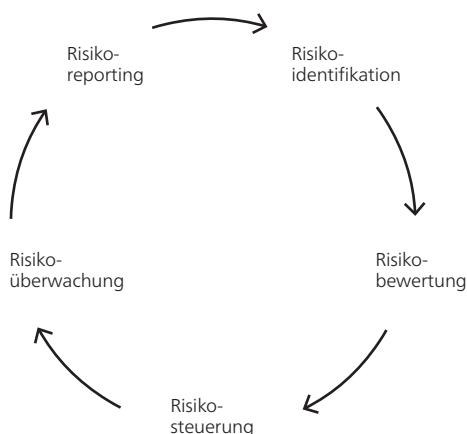 Risiko-
reporting
Risiko-
identifikation
Risiko-
bewertung
Risiko-
steuerung
Risiko-
überwachung